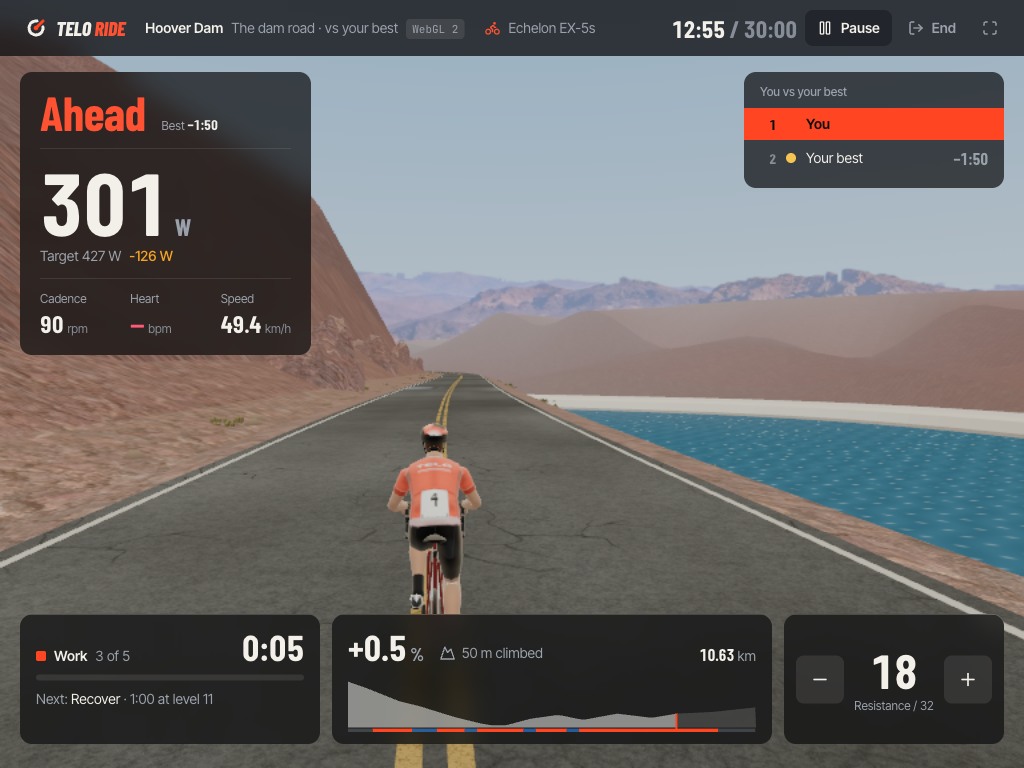 TELO RIDE Hoover Dam The dam road · vs your best WebGL 2 Echelon EX-5s 12:55 / 30:00 Pause End
Ahead Best −1:50
301 W
Target 427 W -126 W
Cadence Heart Speed
90 rpm — bpm 49.4 km/h
You vs your best
1 You
2 Your best −1:50
TELO
4
Work 3 of 5 0:05
Next: Recover · 1:00 at level 11
+0.5 % 50 m climbed 10.63 km
− 18 +
Resistance / 32